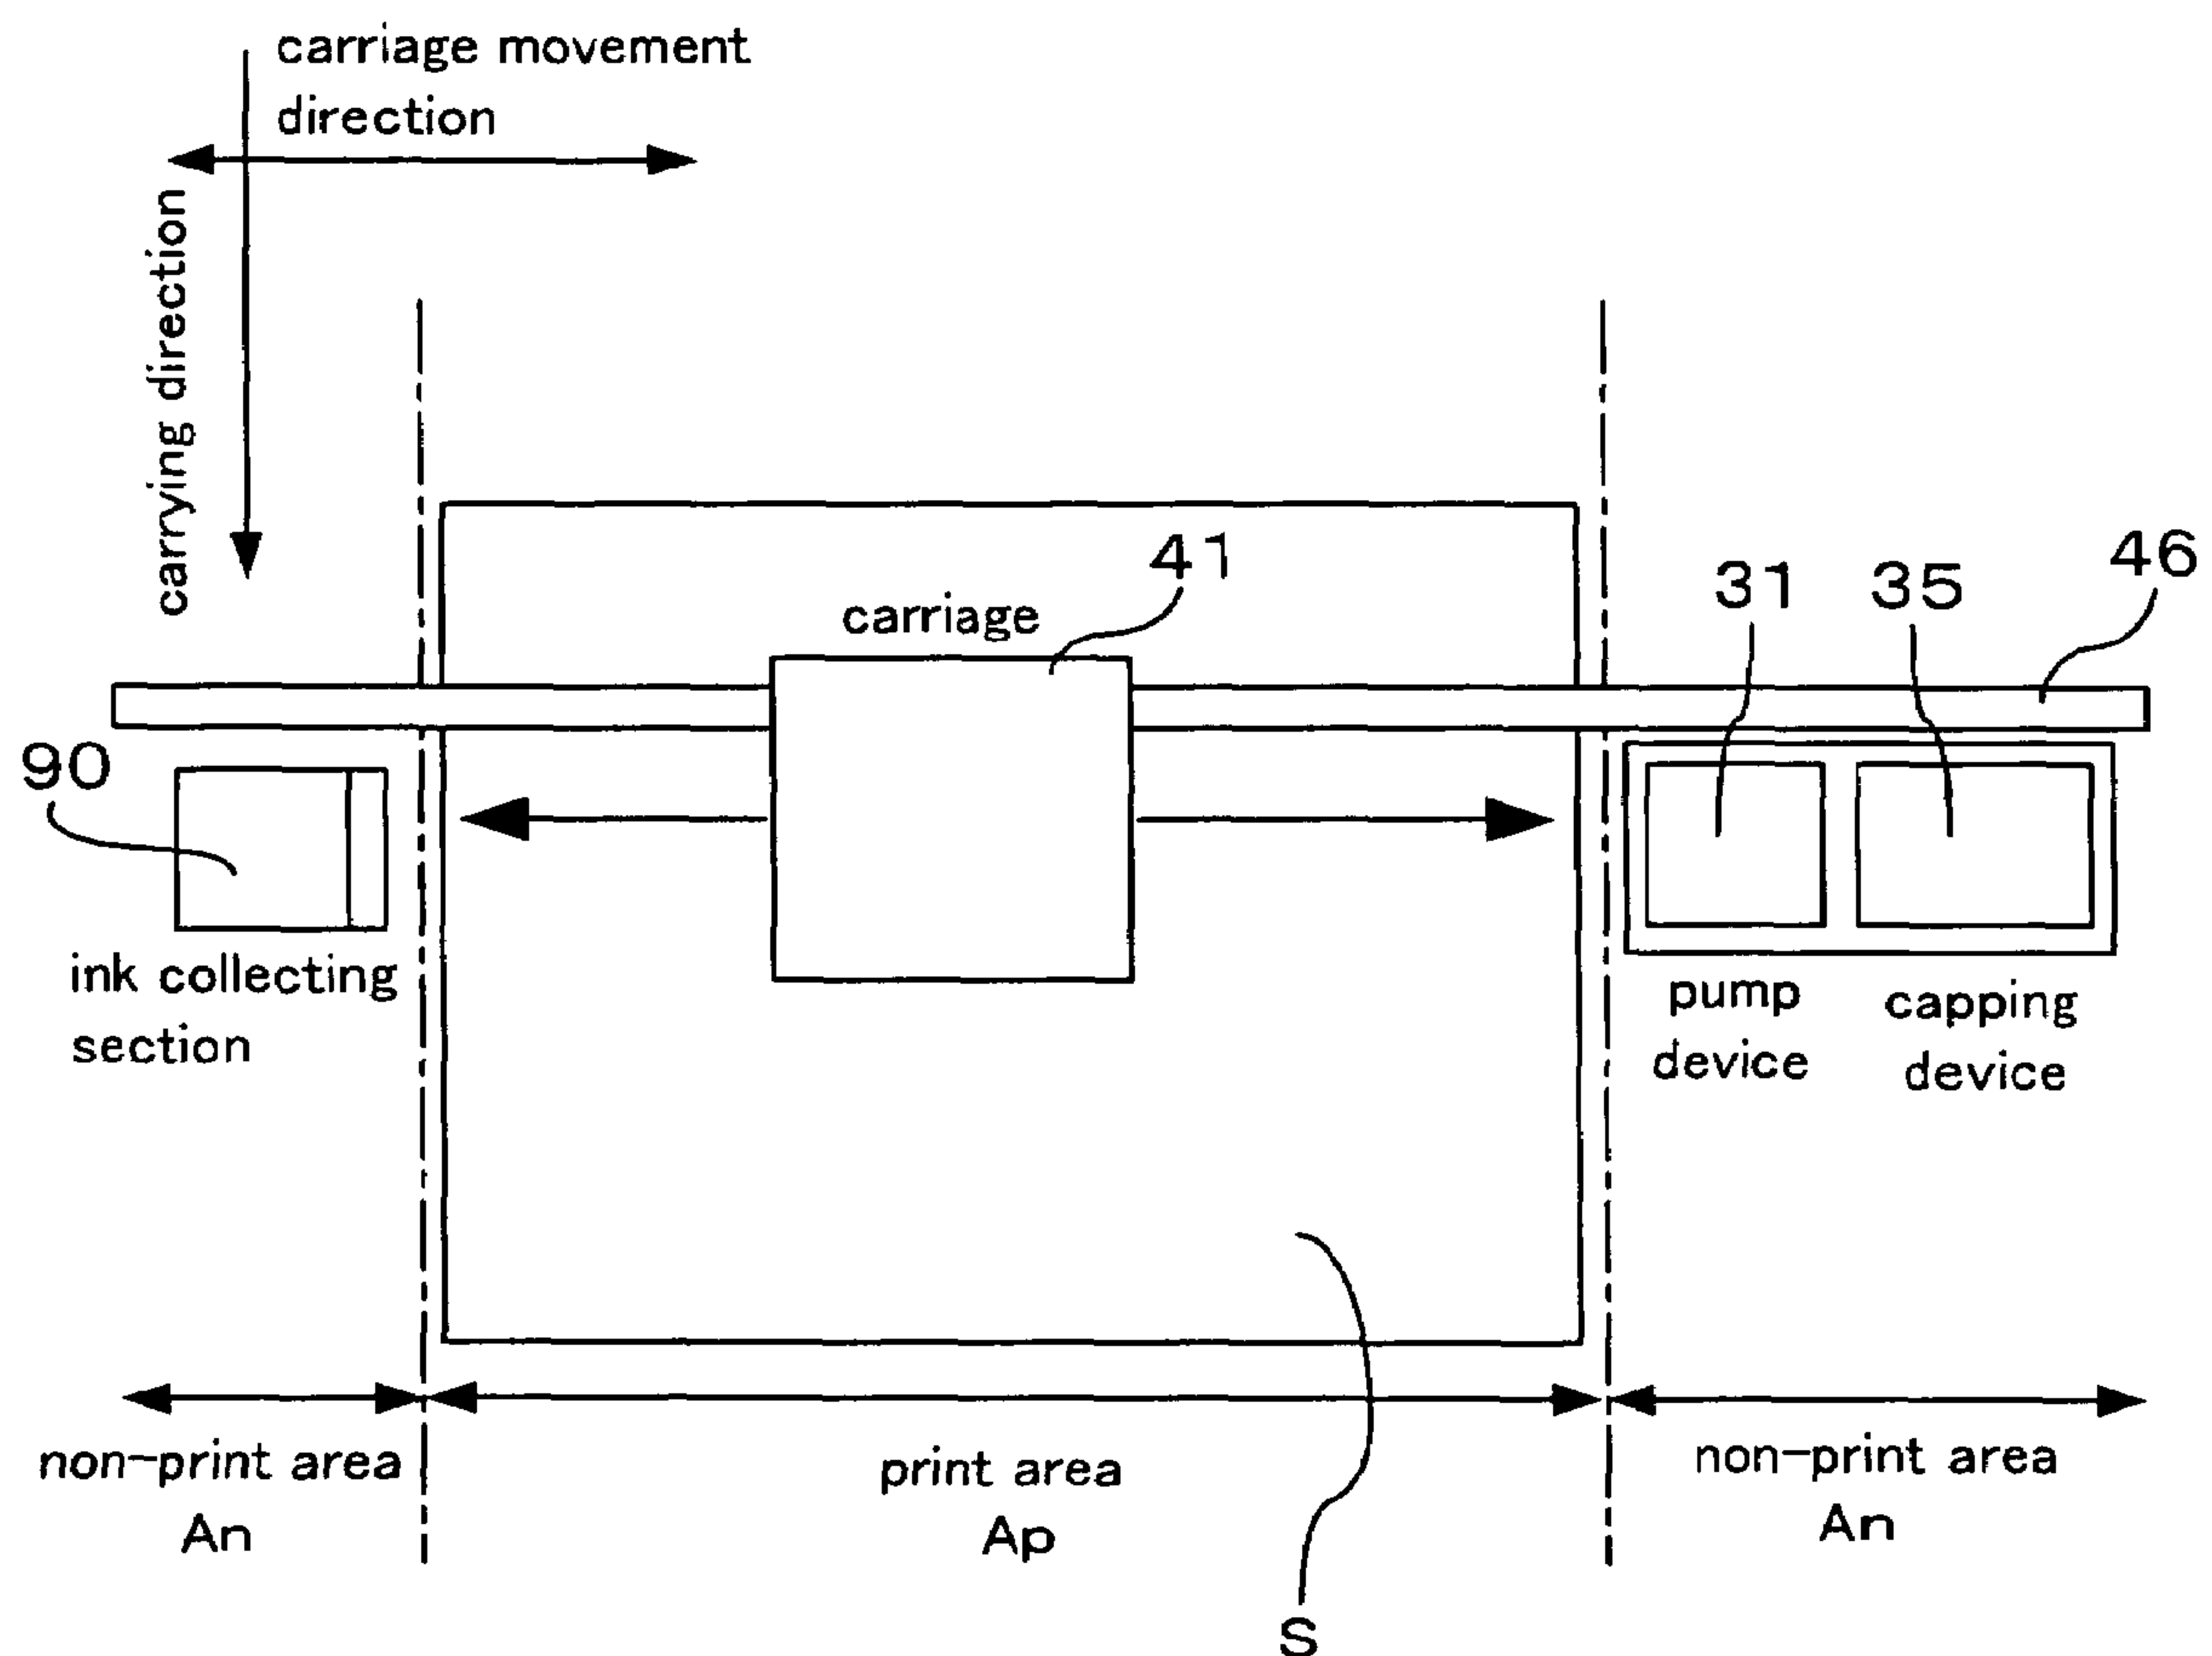 carriage movement
direction
carrying direction
41
carriage
31
35
46
90
ink collecting
section
pump
device
capping
device
non-print area
An
print area
Ap
non-print area
An
S